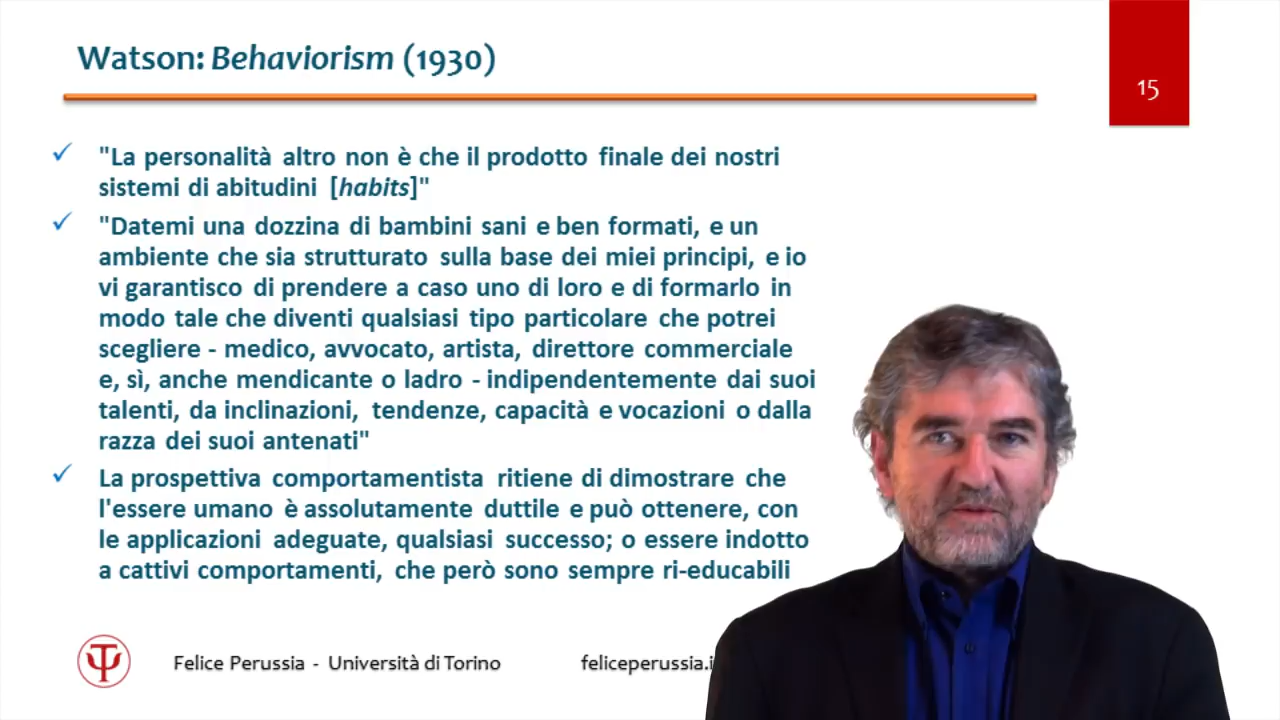 Watson: Behaviorism (1930)
15
"La personalità altro non è che il prodotto finale dei nostri
sistemi di abitudini [habits]"
"Datemi una dozzina di bambini sani e ben formati, e un
ambiente che sia strutturato sulla base dei miei principi, e io
vi garantisco di prendere a caso uno di loro e di formarlo in
modo tale che diventi qualsiasi tipo particolare che potrei
scegliere - medico, avvocato, artista, direttore commerciale
e, sì, anche mendicante o ladro - indipendentemente dai suoi
talenti, da inclinazioni, tendenze, capacità e vocazioni o dalla
razza dei suoi antenati"
La prospettiva comportamentista ritiene di dimostrare che
l'essere umano è assolutamente duttile e può ottenere, con
le applicazioni adeguate, qualsiasi successo; o essere indotto
a cattivi comportamenti, che però sono sempre ri-educabili
Felice Perussia - Università di Torino
feliceperussia.i